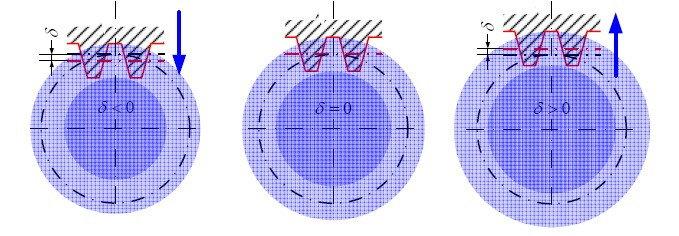 δ
δ < 0
δ = 0
δ
δ > 0